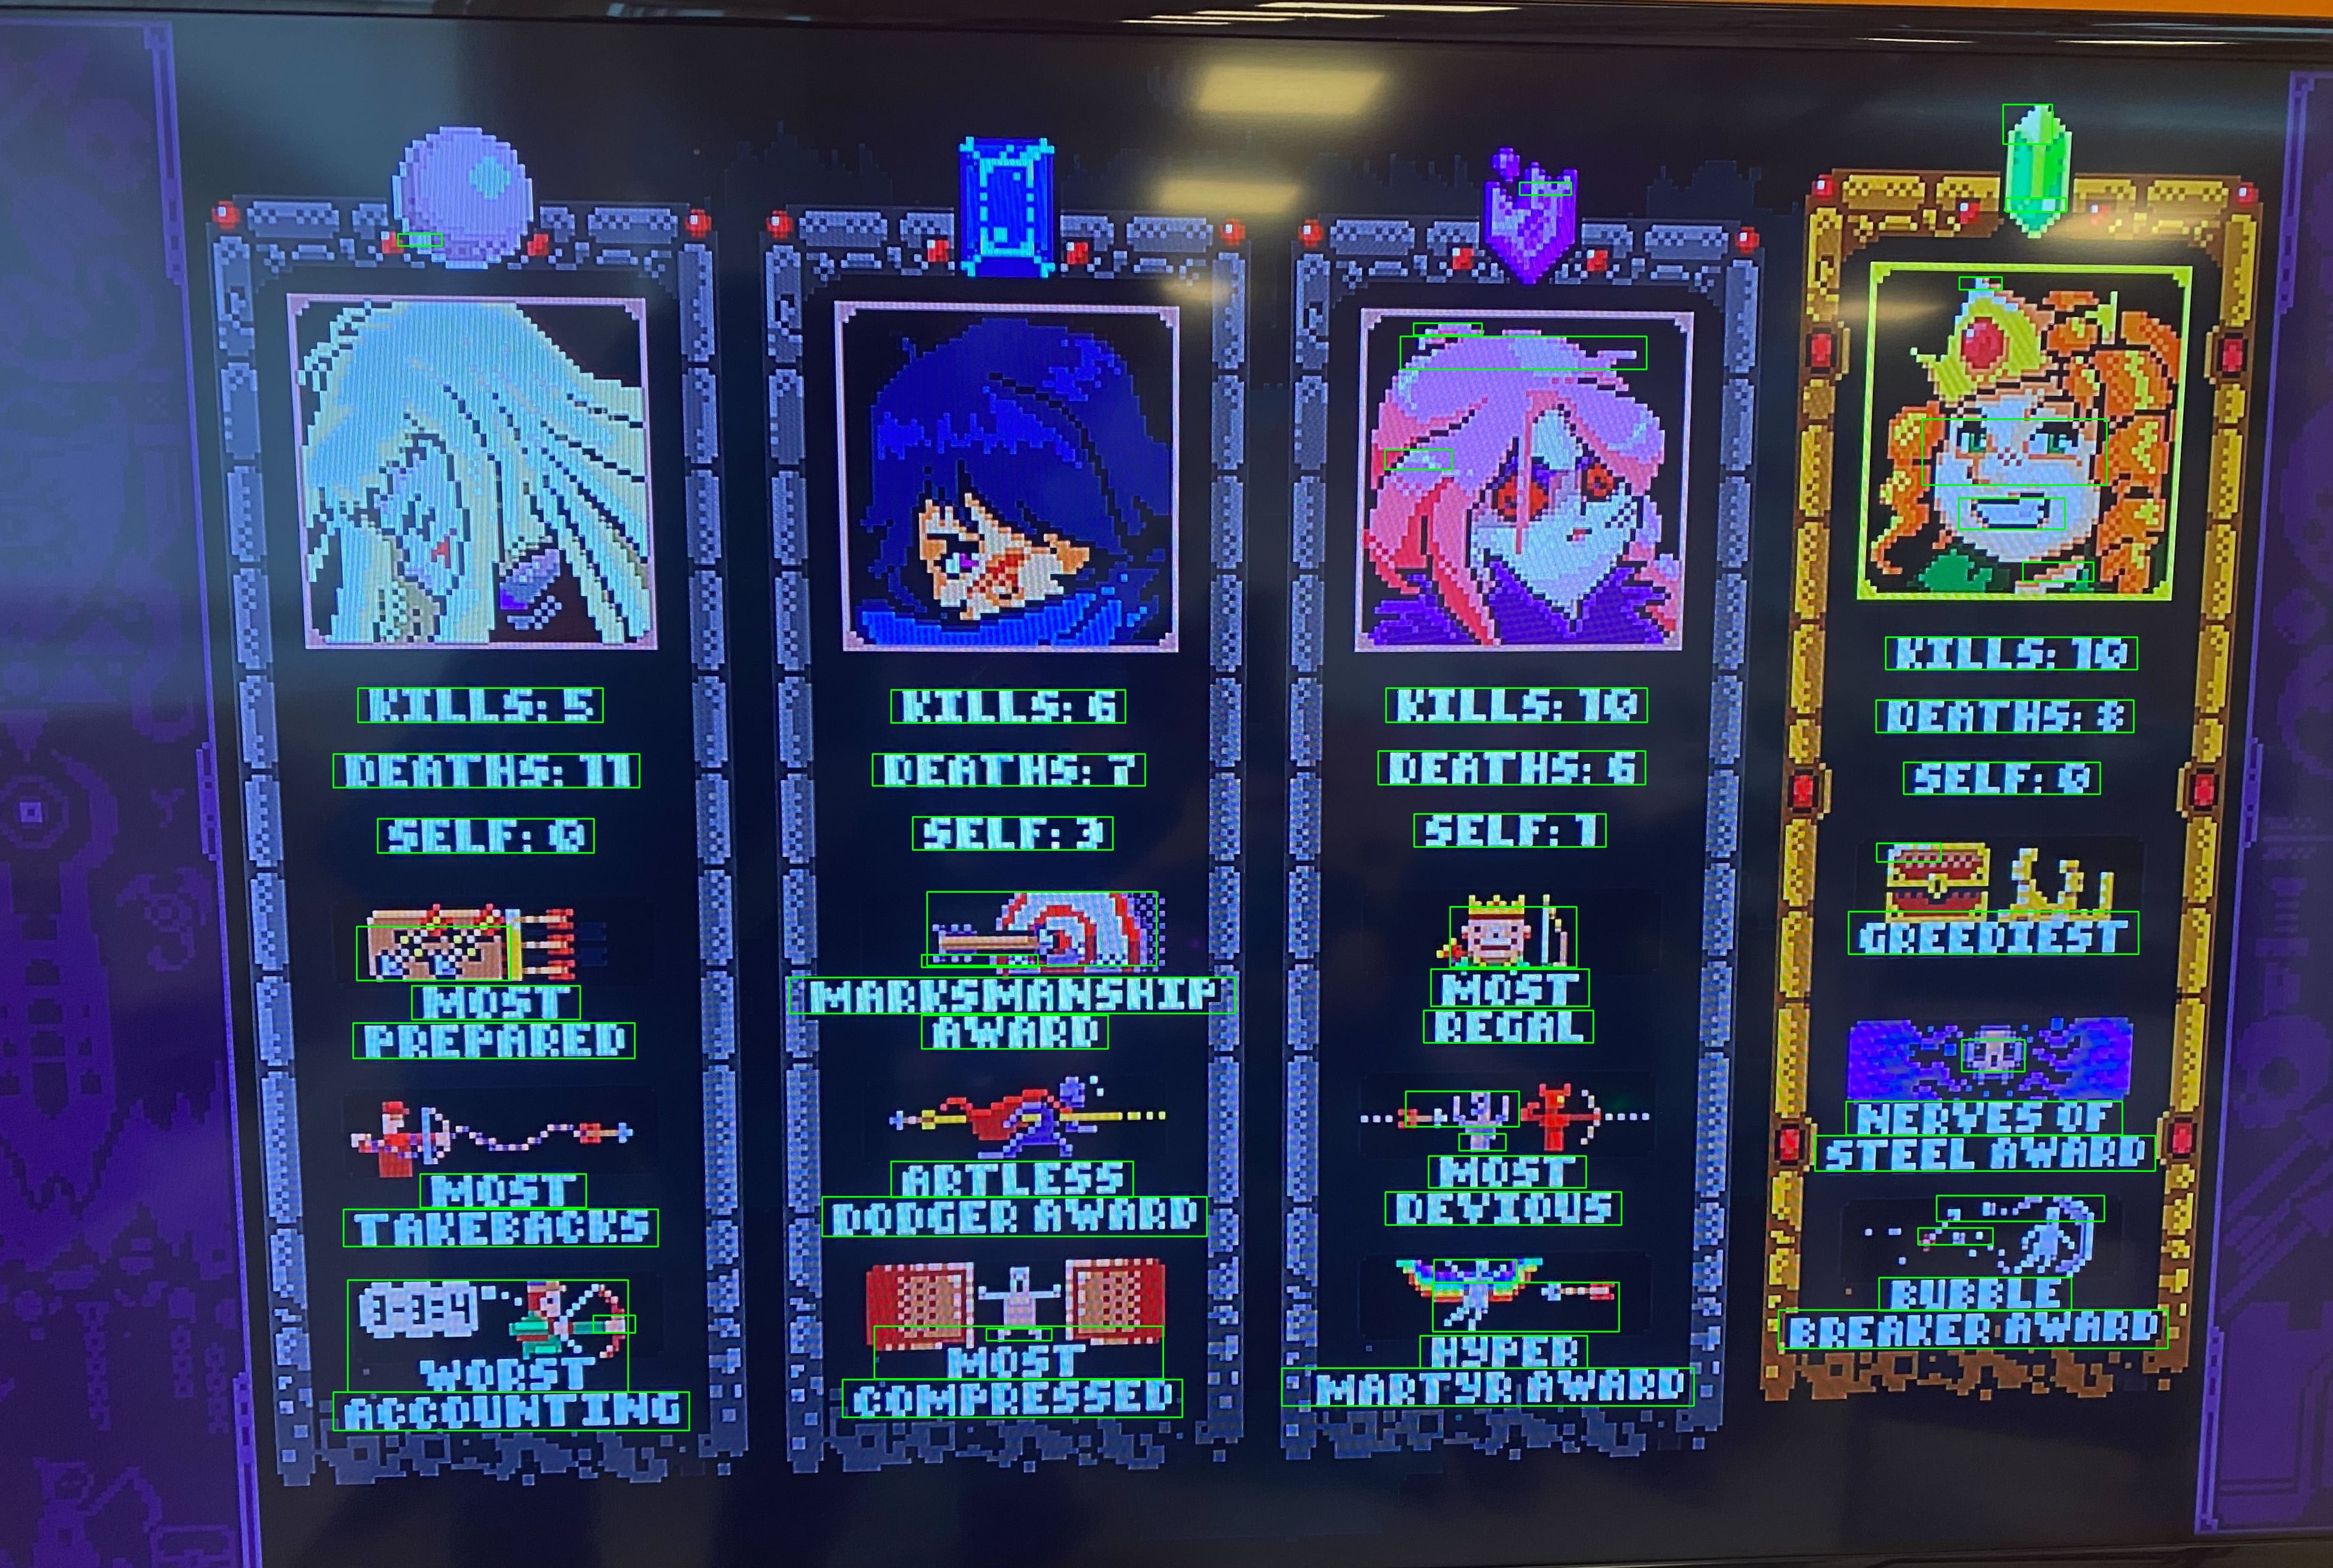 KILLS: 5
DEATHS: 11
SELF: 0
MOST
PREPARED
MOST
TAKEBACKS
WORST
ACCOUNTING
KILLS: 6
DEATHS: 7
SELF: 3
MARKSMANSHIP
AWARD
ARTLESS
DODGER AWARD
MOST
COMPRESSED
KILLS: 10
DEATHS: 6
SELF: 1
MOST
REGAL
MOST
DEVIOUS
HYPER
MARTYR AWARD
KILLS: 10
DEATHS: 8
SELF: 0
GREEDIEST
NERVES OF
STEEL AWARD
BUBBLE
BREAKER AWARD